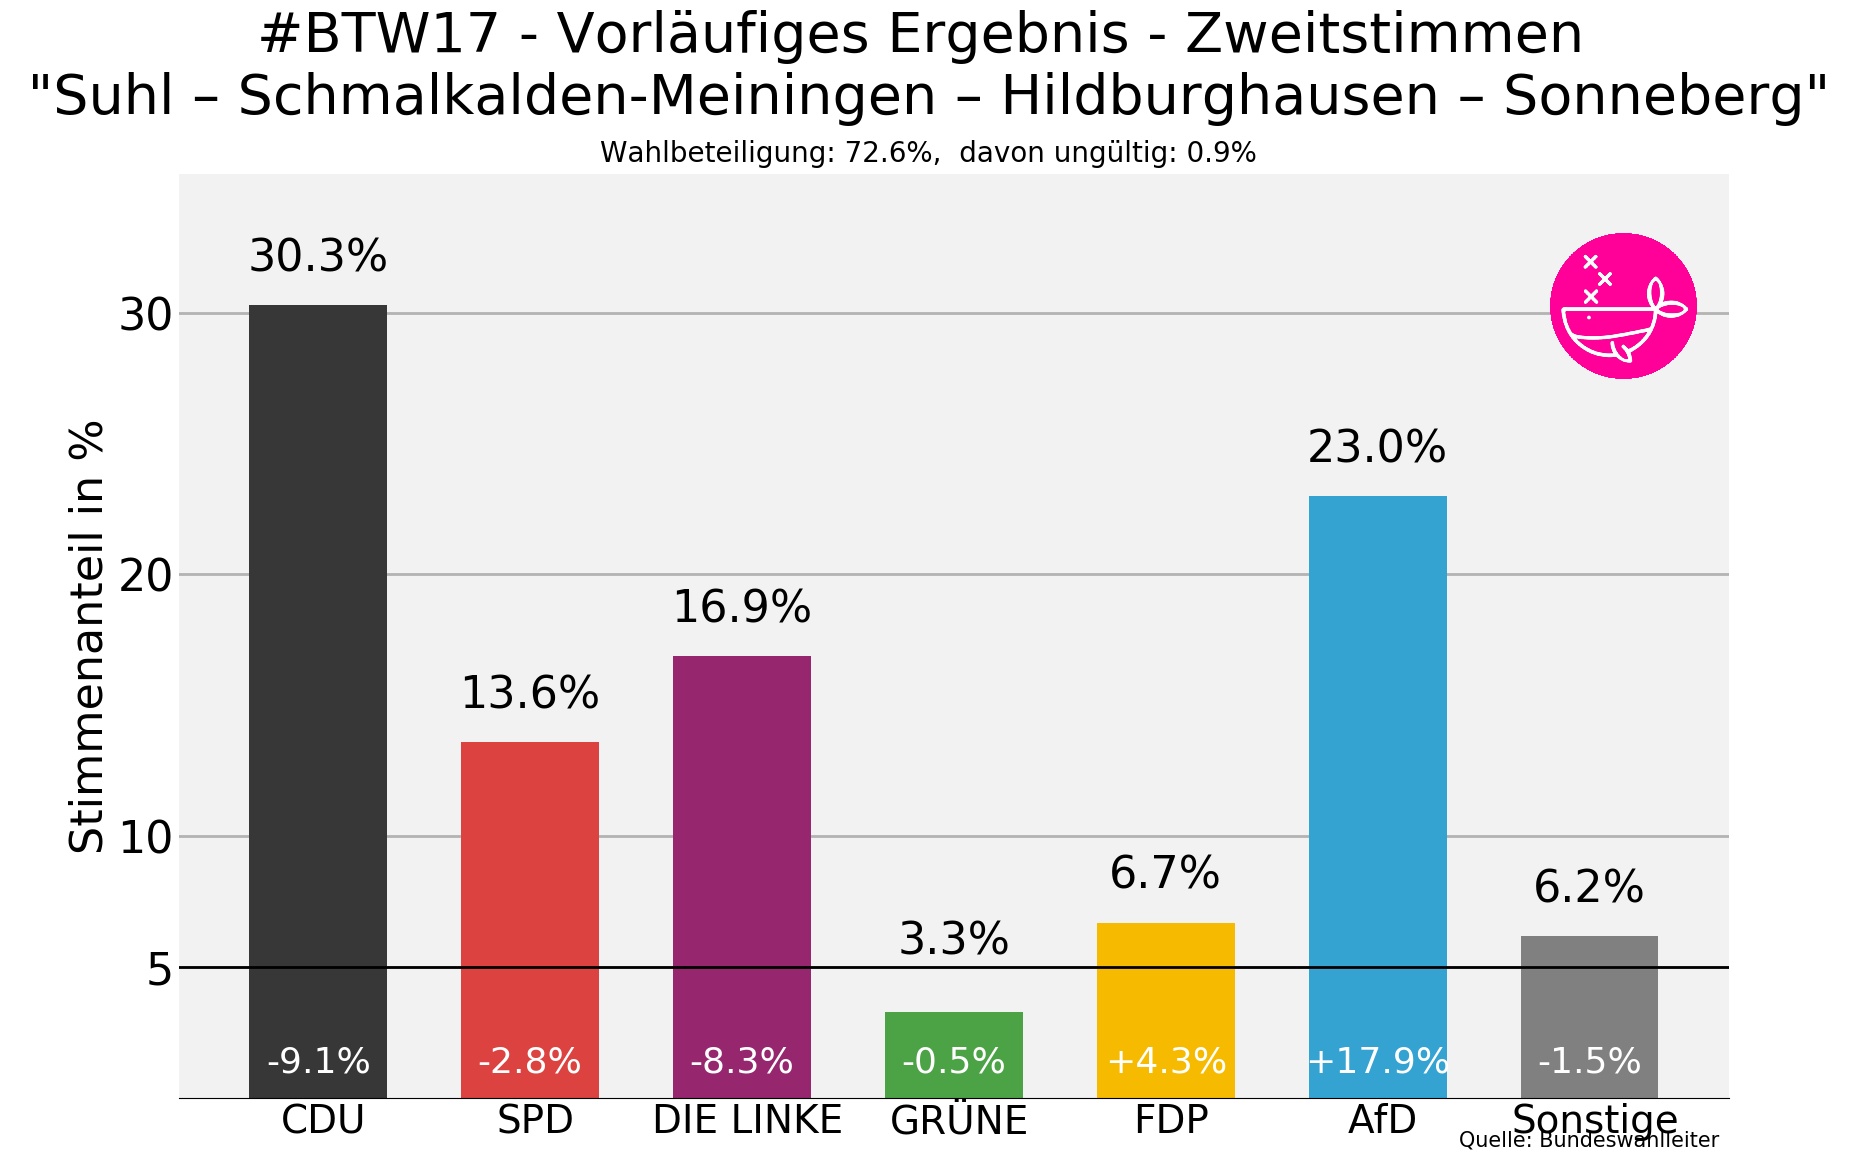 #BTW17 - Vorläufiges Ergebnis - Zweitstimmen
"Suhl – Schmalkalden-Meiningen – Hildburghausen – Sonneberg"
Wahlbeteiligung: 72.6%,  davon ungültig: 0.9%
Stimmenanteil in %
30
20
10
5
30.3%
13.6%
16.9%
3.3%
6.7%
23.0%
6.2%
-9.1%
-2.8%
-8.3%
-0.5%
+4.3%
+17.9%
-1.5%
CDU
SPD
DIE LINKE
GRÜNE
FDP
AfD
Sonstige
Quelle: Bundeswahlleiter